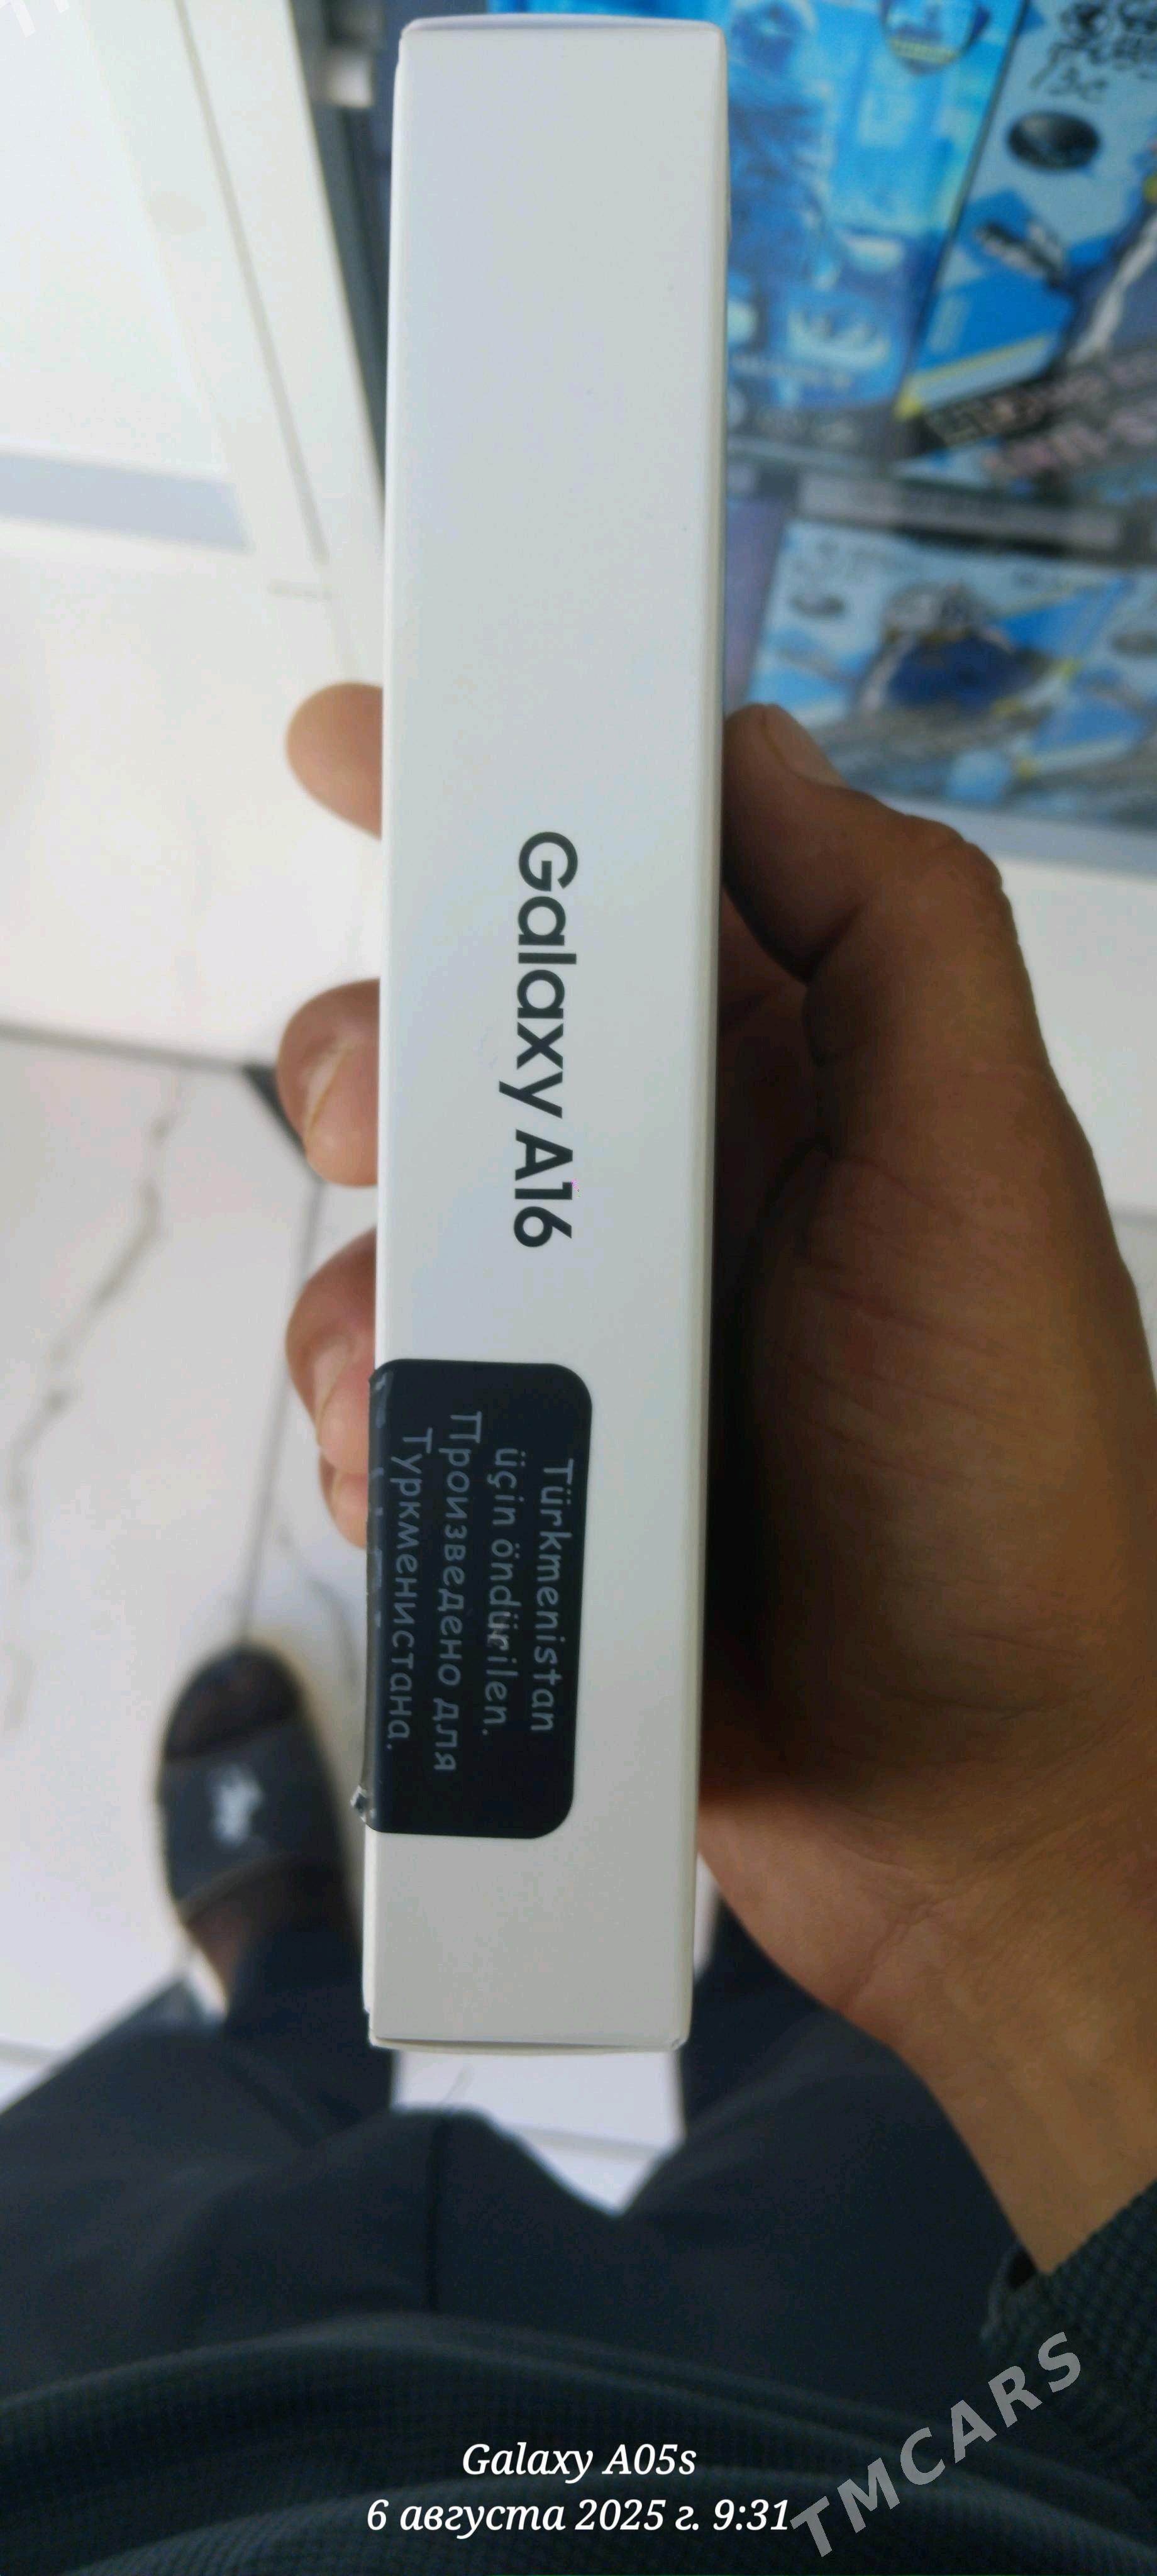 Galaxy A16
Türkmenistan
üçin öndürilen.
Произведено для
Туркменистана.
Galaxy A05s
6 августа 2025 г. 9:31
TMCARS